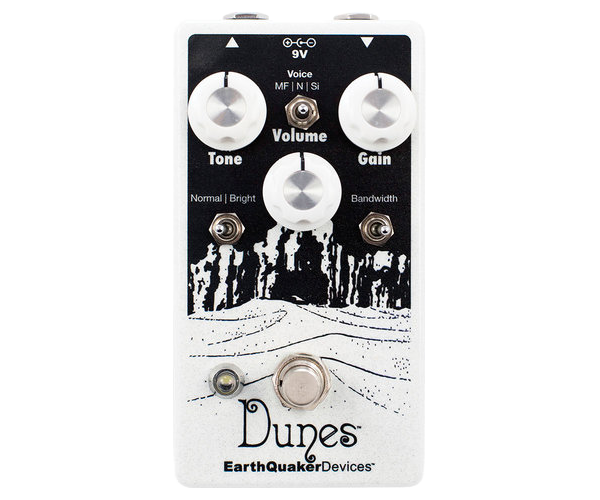 9V
Voice
MF | N | Si
Volume
Tone
Gain
Normal | Bright
Bandwidth
Dunes™
EarthQuakerDevices™